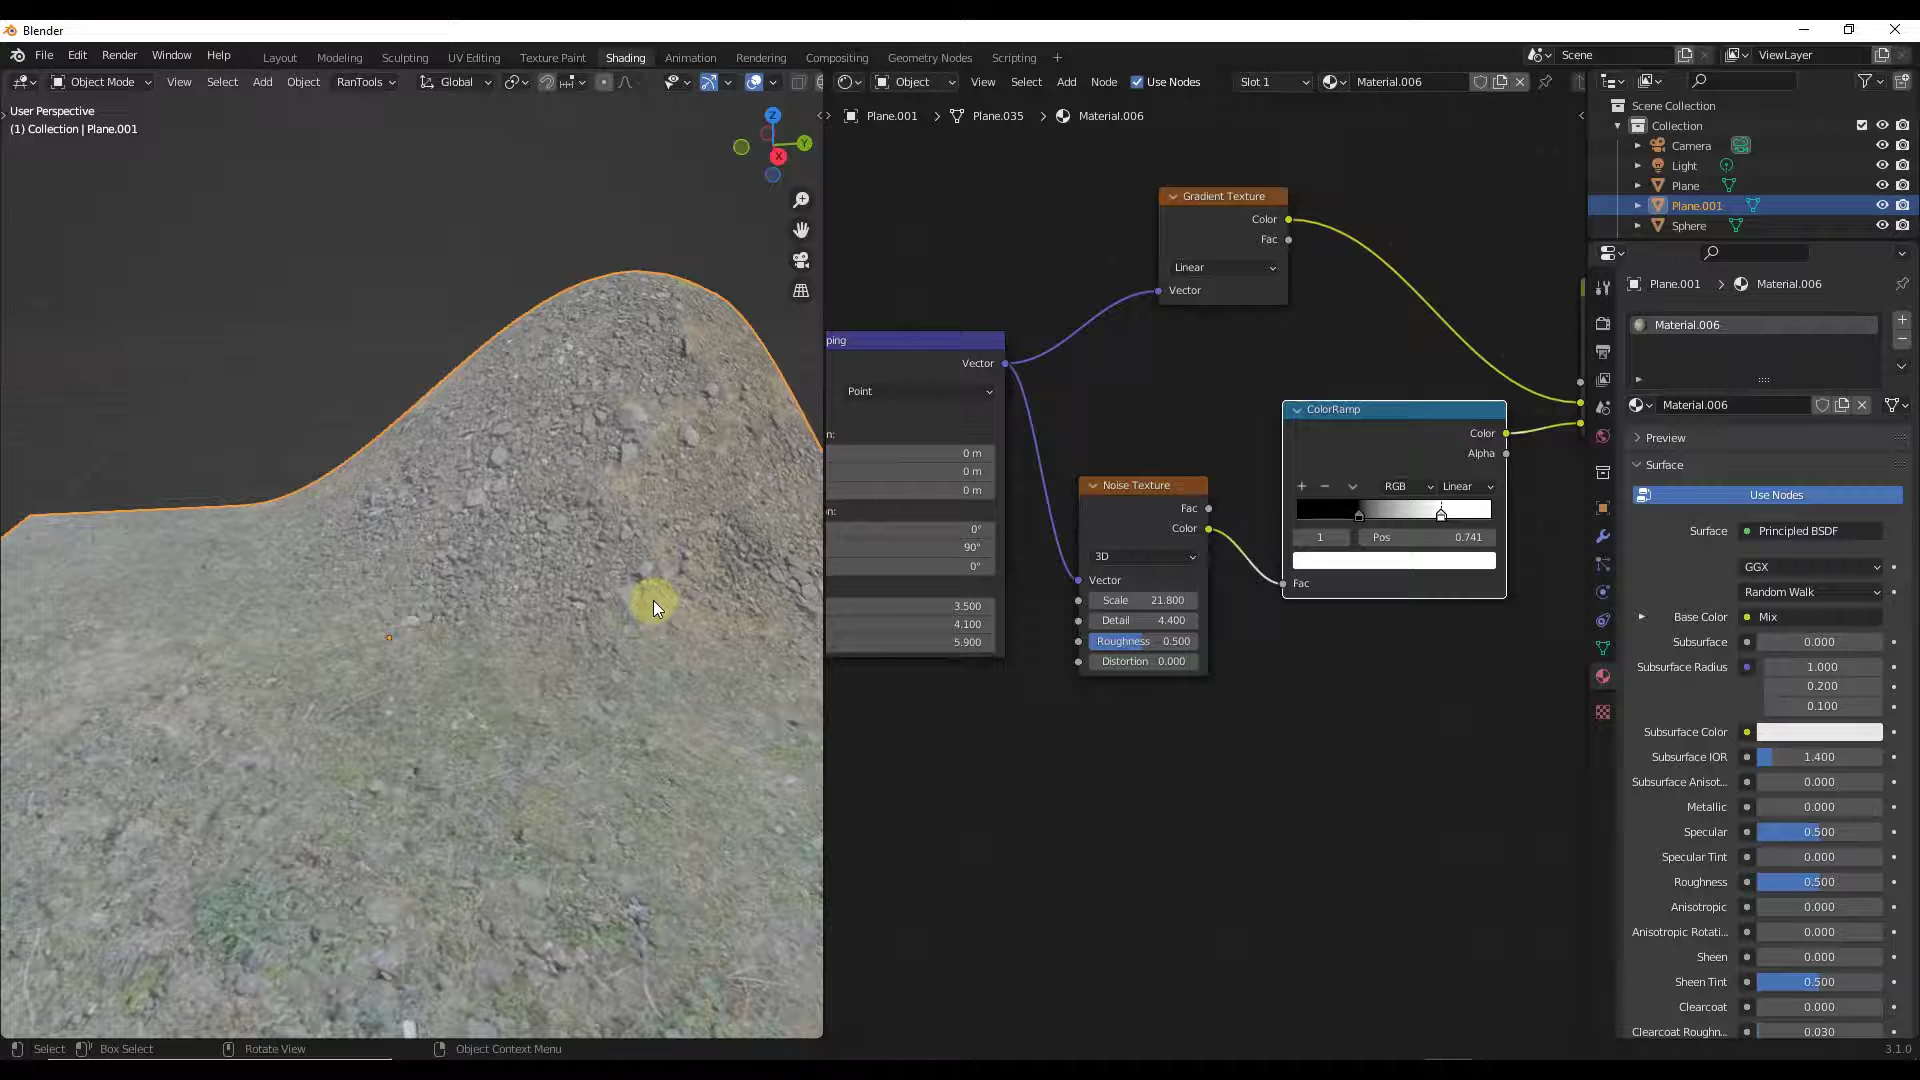 Blender
File Edit Render Window Help
Layout Modeling Sculpting UV Editing Texture Paint Shading Animation Rendering Compositing Geometry Nodes Scripting +
Scene
ViewLayer
Object Mode View Select Add Object RanTools Global
Object View Select Add Node Use Nodes Slot 1 Material.006
User Perspective
(1) Collection | Plane.001
Z
Y
X
Plane.001 Plane.035 Material.006
Gradient Texture
Color
Fac
Linear
Vector
ping
Vector
Point
n:
0 m
0 m
0 m
n:
0°
90°
0°
3.500
4.100
5.900
Noise Texture
Fac
Color
3D
Vector
Scale 21.800
Detail 4.400
Roughness 0.500
Distortion 0.000
ColorRamp
Color
Alpha
+ − RGB Linear
1 Pos 0.741
Fac
Scene Collection
Collection
Camera
Light
Plane
Plane.001
Sphere
Plane.001 Material.006
Material.006
Material.006
Preview
Surface
Use Nodes
Surface Principled BSDF
GGX
Random Walk
Base Color Mix
Subsurface 0.000
Subsurface Radius 1.000
0.200
0.100
Subsurface Color
Subsurface IOR 1.400
Subsurface Anisot... 0.000
Metallic 0.000
Specular 0.500
Specular Tint 0.000
Roughness 0.500
Anisotropic 0.000
Anisotropic Rotati... 0.000
Sheen 0.000
Sheen Tint 0.500
Clearcoat 0.000
Clearcoat Roughn... 0.030
Select Box Select Rotate View Object Context Menu
3.1.0